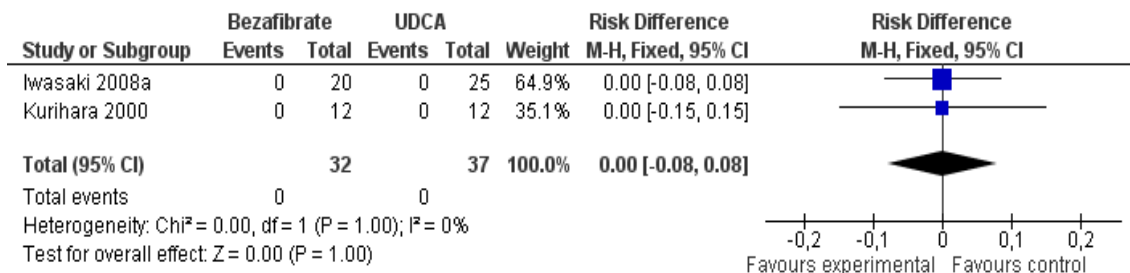 Bezafibrate UDCA Risk Difference Risk Difference
Study or Subgroup Events Total Events Total Weight M-H, Fixed, 95% CI M-H, Fixed, 95% CI
Iwasaki 2008a 0 20 0 25 64.9% 0.00 [-0.08, 0.08]
Kurihara 2000 0 12 0 12 35.1% 0.00 [-0.15, 0.15]
Total (95% CI) 32 37 100.0% 0.00 [-0.08, 0.08]
Total events 0 0
Heterogeneity: Chi² = 0.00, df = 1 (P = 1.00); I² = 0%
Test for overall effect: Z = 0.00 (P = 1.00)
-0,2 -0,1 0 0,1 0,2
Favours experimental Favours control